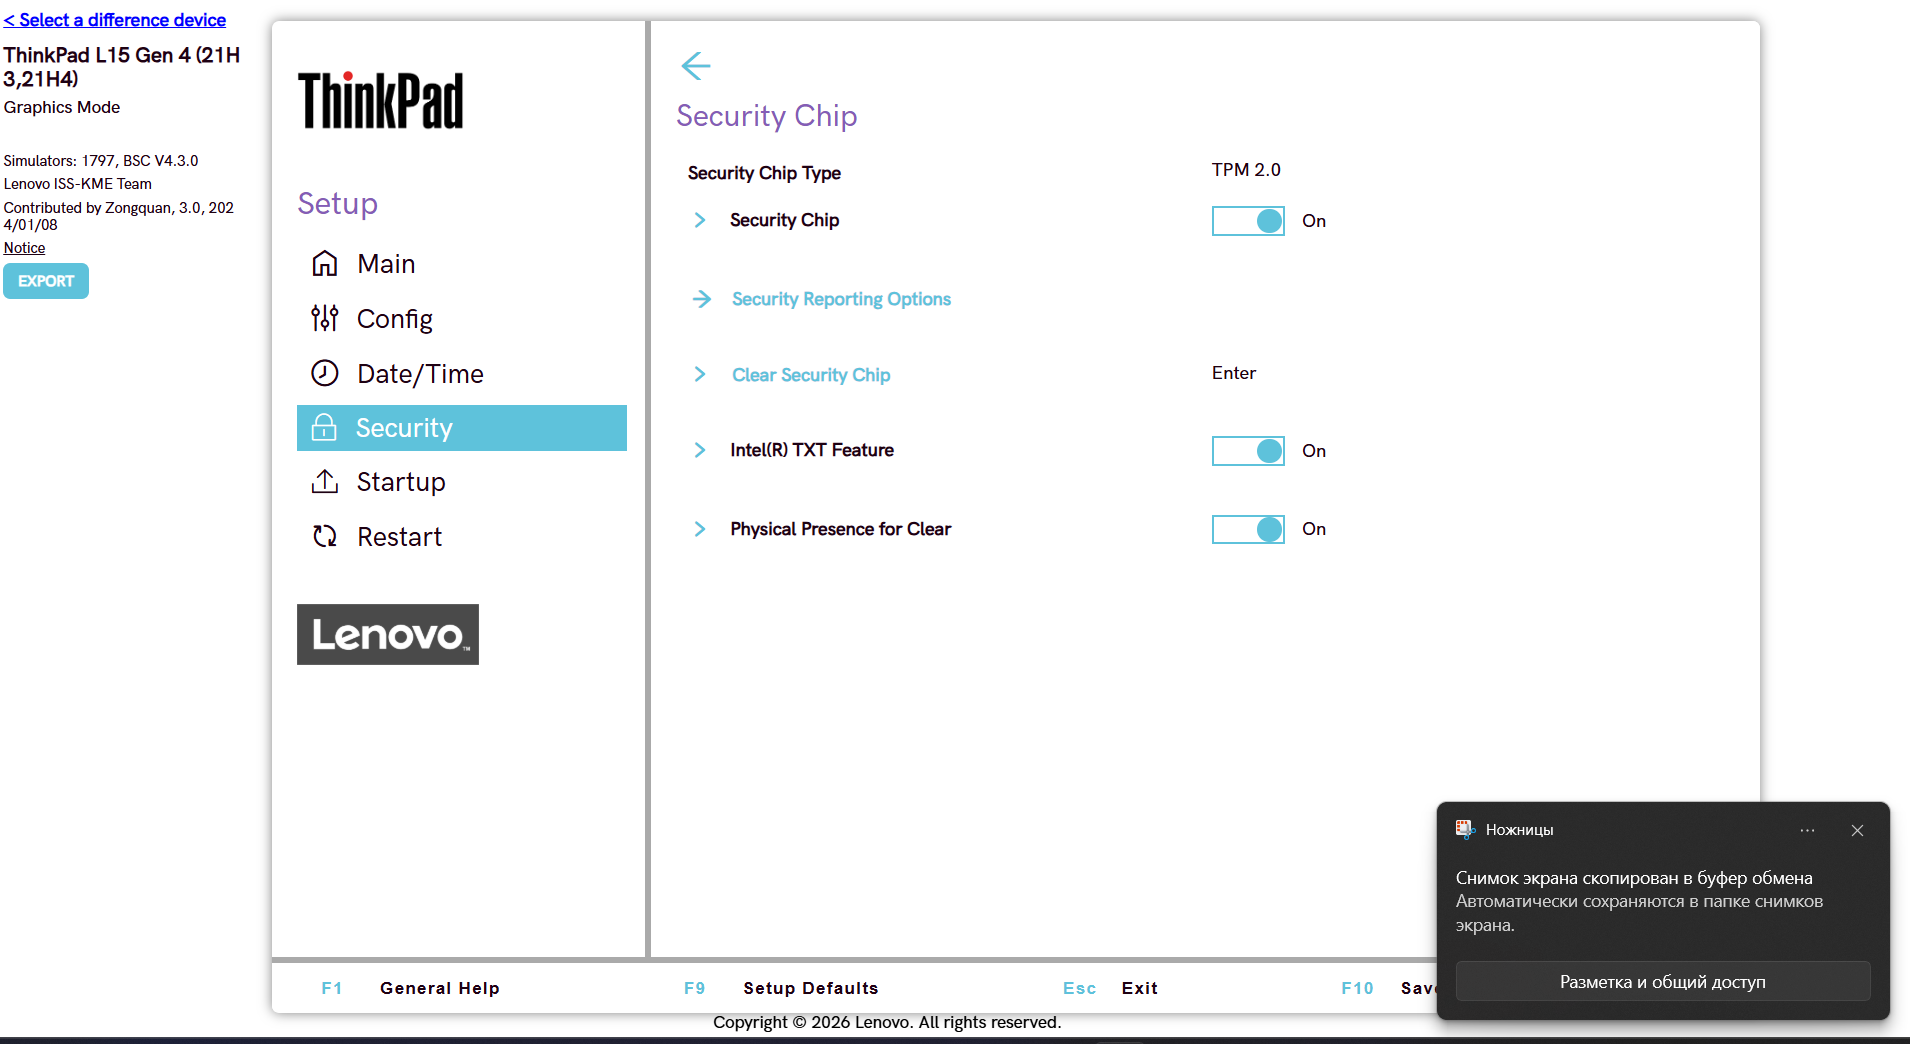 < Select a difference device
ThinkPad L15 Gen 4 (21H
3,21H4)
Graphics Mode
Simulators: 1797, BSC V4.3.0
Lenovo ISS-KME Team
Contributed by Zongquan, 3.0, 202
4/01/08
Notice
EXPORT
ThinkPad
Setup
Main
Config
Date/Time
Security
Startup
Restart
Lenovo™
Security Chip
Security Chip Type TPM 2.0
Security Chip On
Security Reporting Options
Clear Security Chip Enter
Intel(R) TXT Feature On
Physical Presence for Clear On
F1 General Help F9 Setup Defaults Esc Exit F10
Copyright © 2026 Lenovo. All rights reserved.
Ножницы
Снимок экрана скопирован в буфер обмена
Автоматически сохраняются в папке снимков
экрана.
Разметка и общий доступ